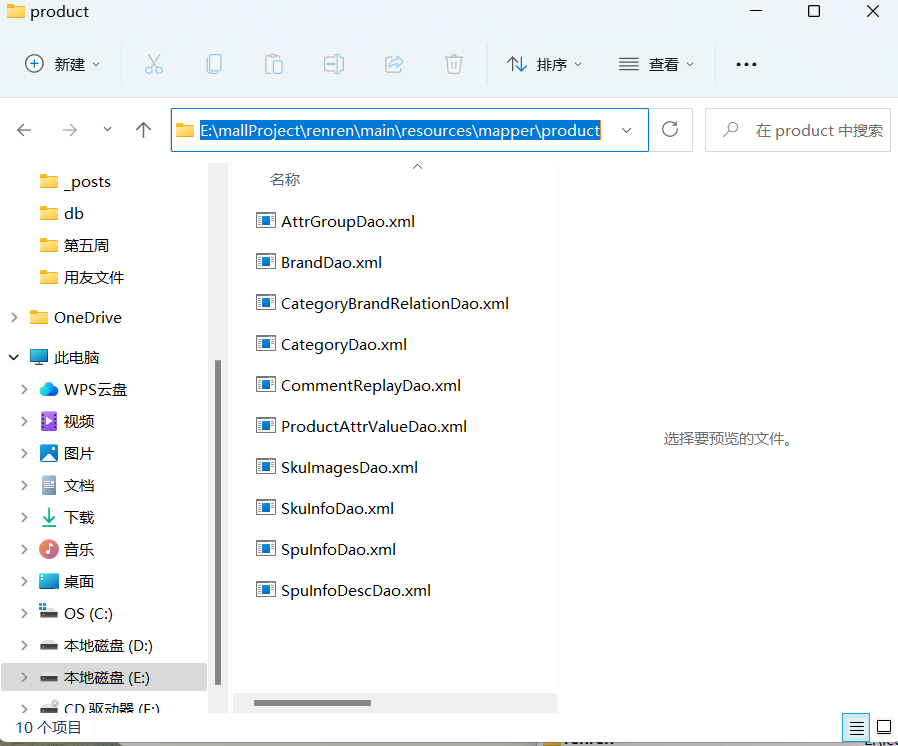 product
新建
排序
查看
E:\mallProject\renren\main\resources\mapper\product
在 product 中搜索
_posts
db
第五周
用友文件
OneDrive
此电脑
WPS云盘
视频
图片
文档
下载
音乐
桌面
OS (C:)
本地磁盘 (D:)
本地磁盘 (E:)
CD 驱动器 (F:)
名称
AttrGroupDao.xml
BrandDao.xml
CategoryBrandRelationDao.xml
CategoryDao.xml
CommentReplayDao.xml
ProductAttrValueDao.xml
SkuImagesDao.xml
SkuInfoDao.xml
SpuInfoDao.xml
SpuInfoDescDao.xml
选择要预览的文件。
10 个项目
renren